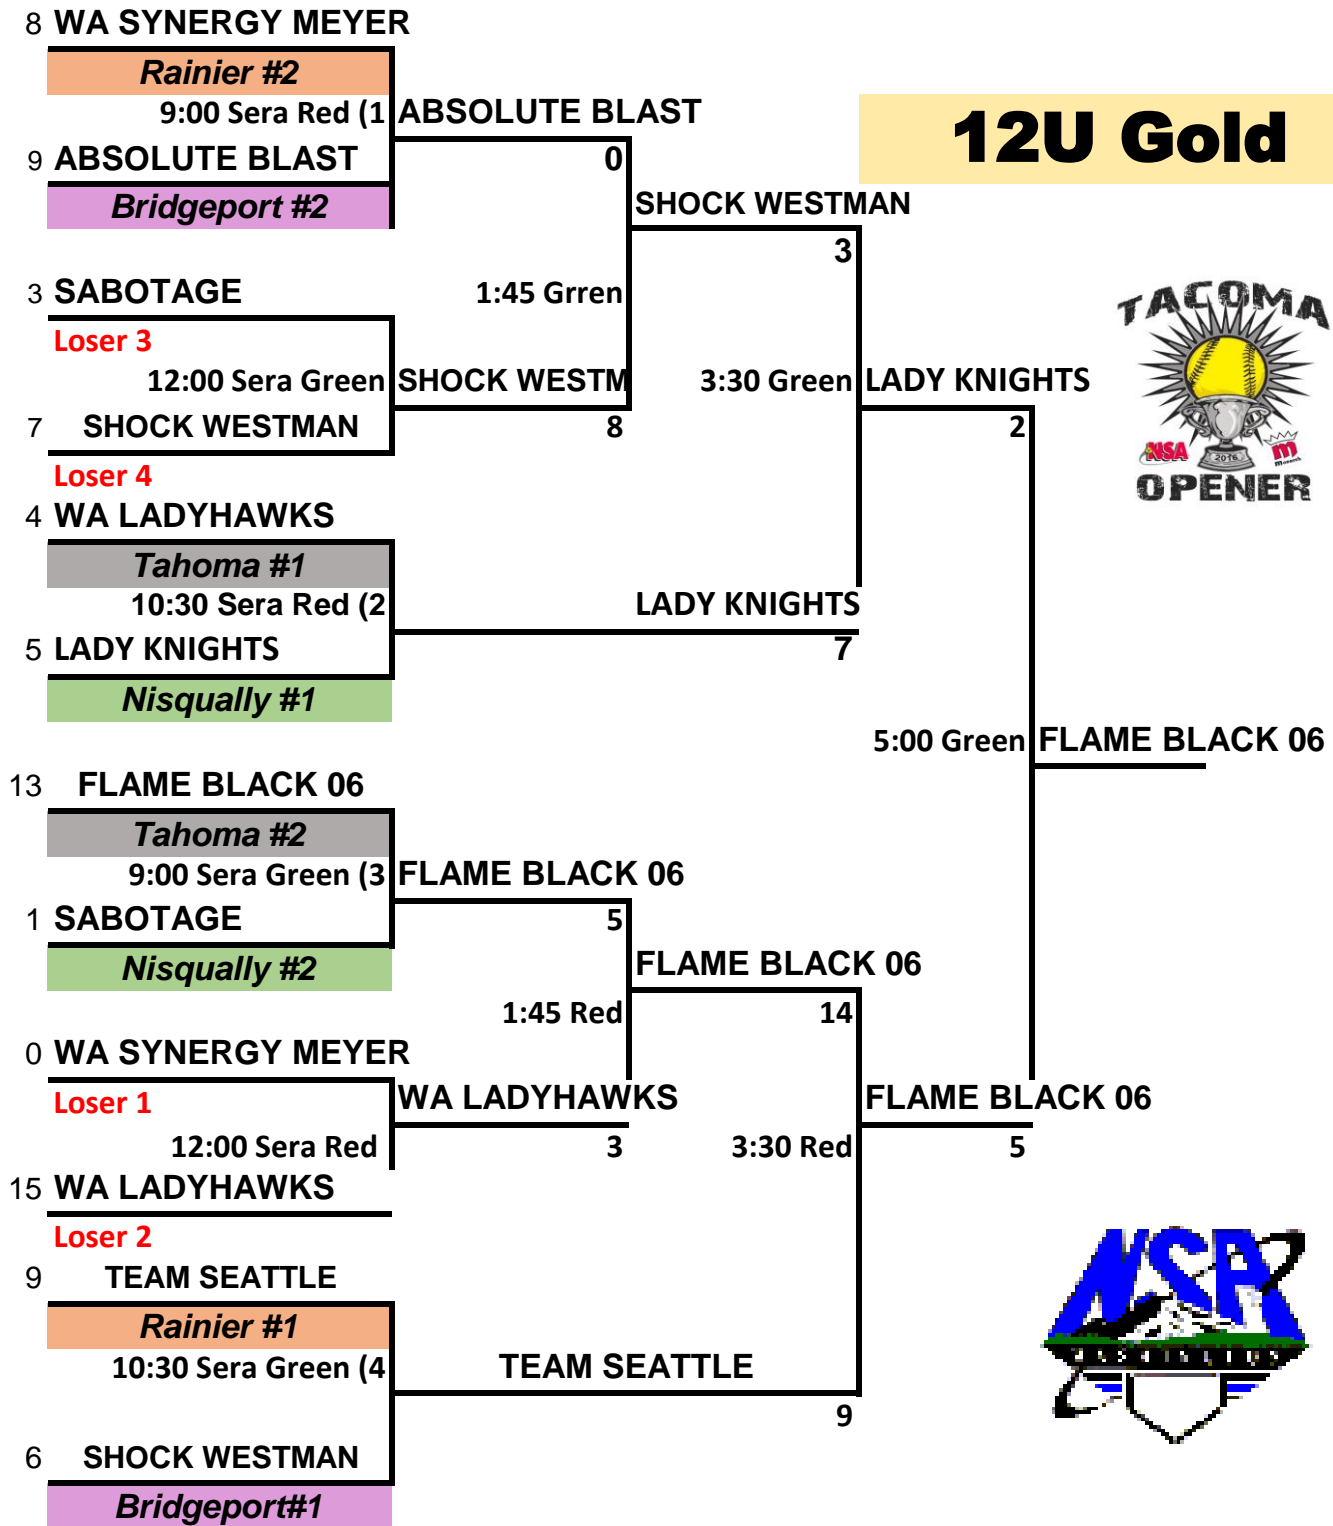 8 WA SYNERGY MEYER
Rainier #2
9:00 Sera Red (1
ABSOLUTE BLAST
12U Gold
9 ABSOLUTE BLAST
0
Bridgeport #2
SHOCK WESTMAN
3
3 SABOTAGE
1:45 Grren
TACOMA
Loser 3
12:00 Sera Green
SHOCK WESTM
3:30 Green
LADY KNIGHTS
7 SHOCK WESTMAN
8
2
NSA
2016
m
OPENER
Loser 4
4 WA LADYHAWKS
Tahoma #1
10:30 Sera Red (2
LADY KNIGHTS
5 LADY KNIGHTS
7
Nisqually #1
5:00 Green
FLAME BLACK 06
13 FLAME BLACK 06
Tahoma #2
9:00 Sera Green (3
FLAME BLACK 06
1 SABOTAGE
5
Nisqually #2
FLAME BLACK 06
1:45 Red
14
0 WA SYNERGY MEYER
Loser 1
WA LADYHAWKS
FLAME BLACK 06
12:00 Sera Red
3
3:30 Red
5
15 WA LADYHAWKS
Loser 2
9 TEAM SEATTLE
NSA
Rainier #1
10:30 Sera Green (4
TEAM SEATTLE
9
6 SHOCK WESTMAN
Bridgeport#1